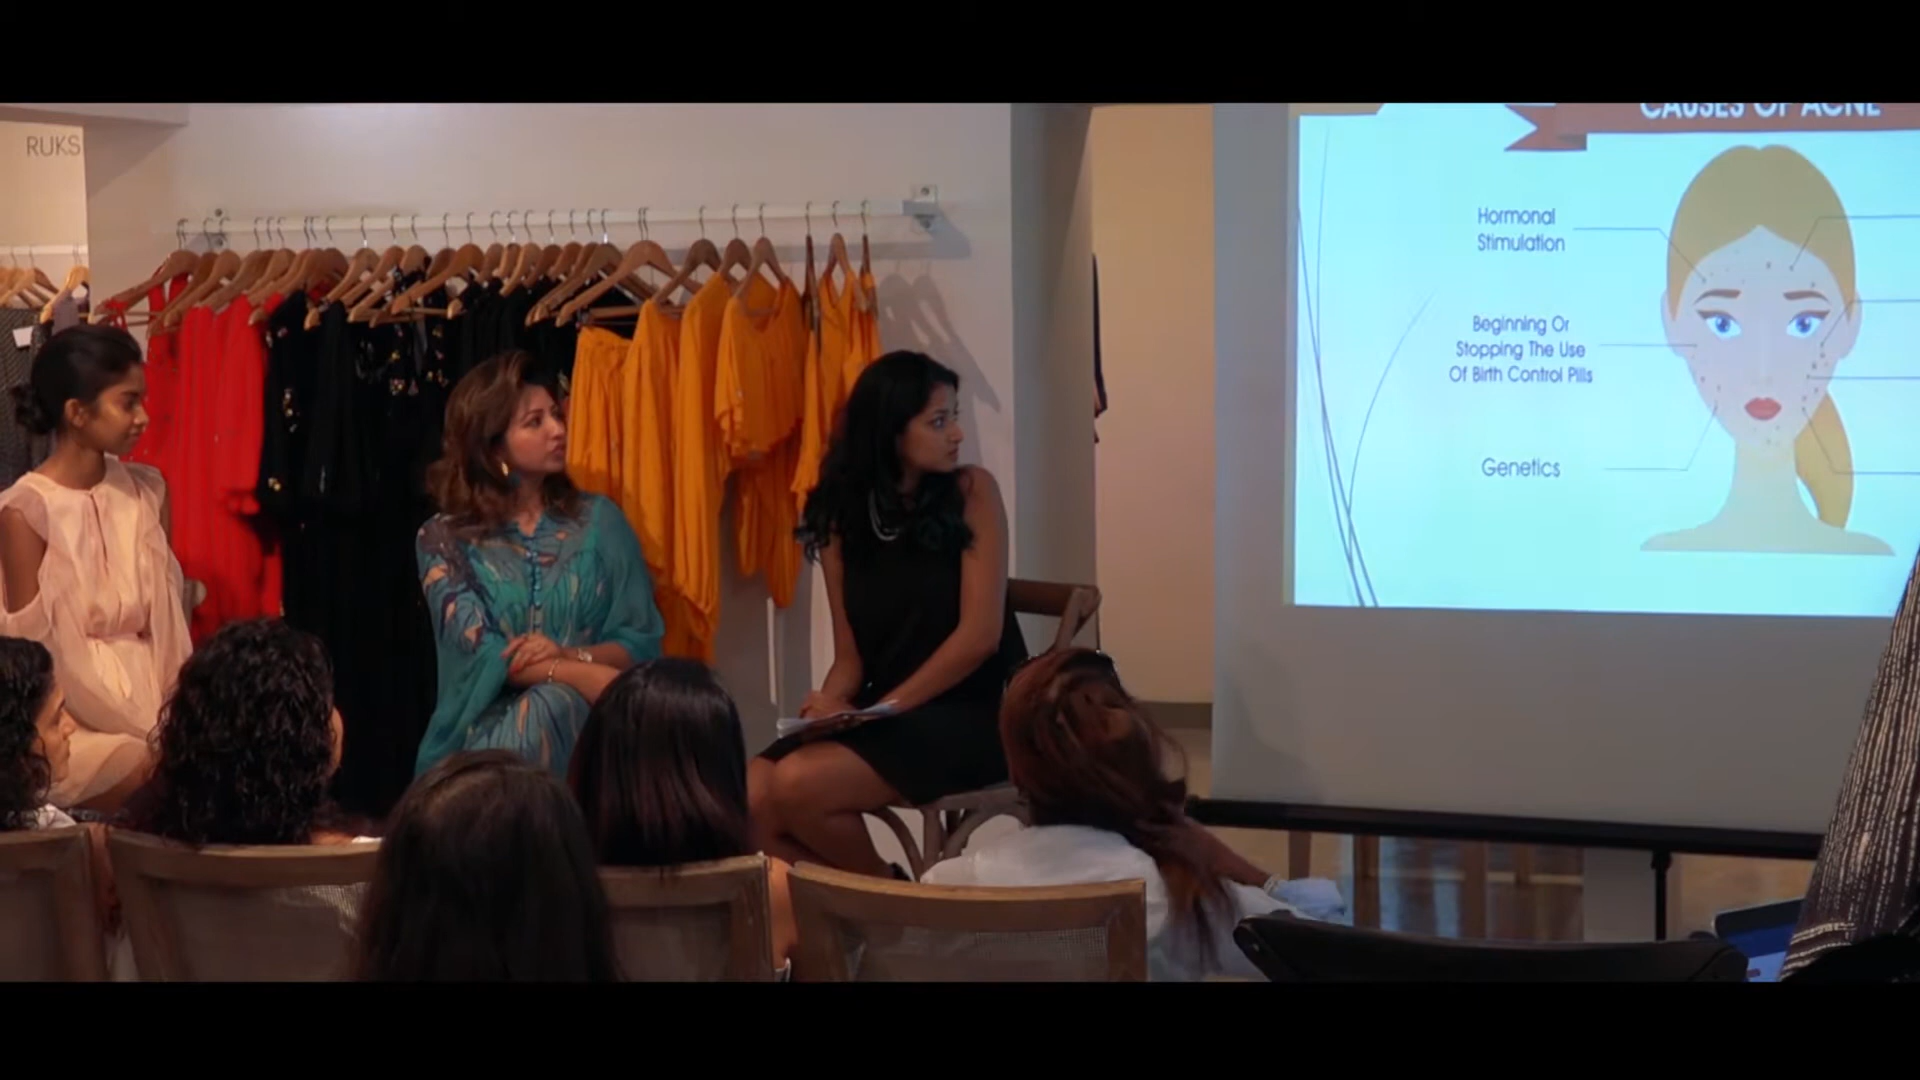 RUKS
CAUSES OF ACNE
Hormonal
Stimulation
Beginning Or
Stopping The Use
Of Birth Control Pills
Genetics